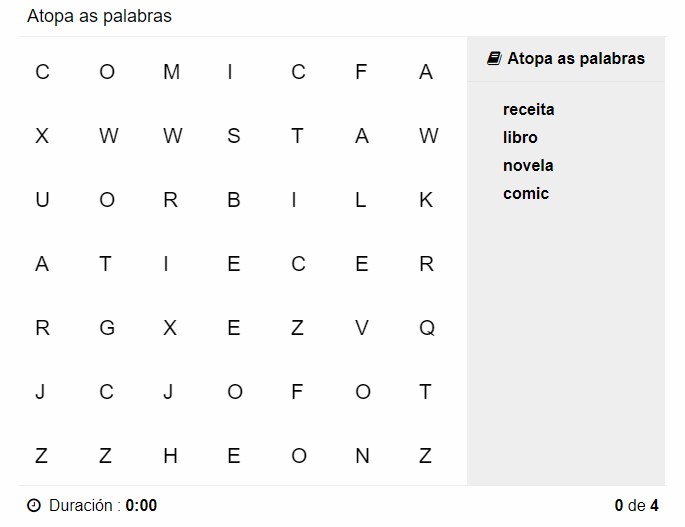 Atopa as palabras
C O M I C F A
X W W S T A W
U O R B I L K
A T I E C E R
R G X E Z V Q
J C J O F O T
Z Z H E O N Z
Atopa as palabras
receita
libro
novela
comic
Duración : 0:00
0 de 4